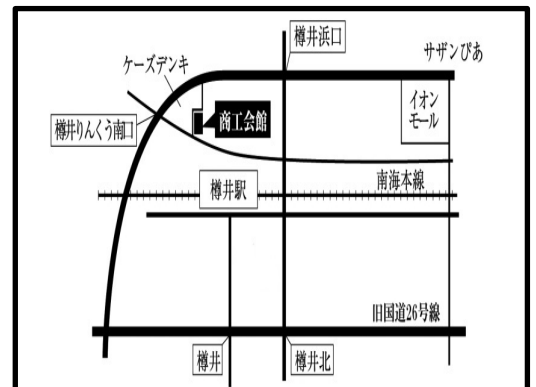 樽井浜口
サザンぴあ
ケーズデンキ
イオン
モール
商工会館
樽井りんくう南口
南海本線
樽井駅
旧国道26号線
樽井
樽井北